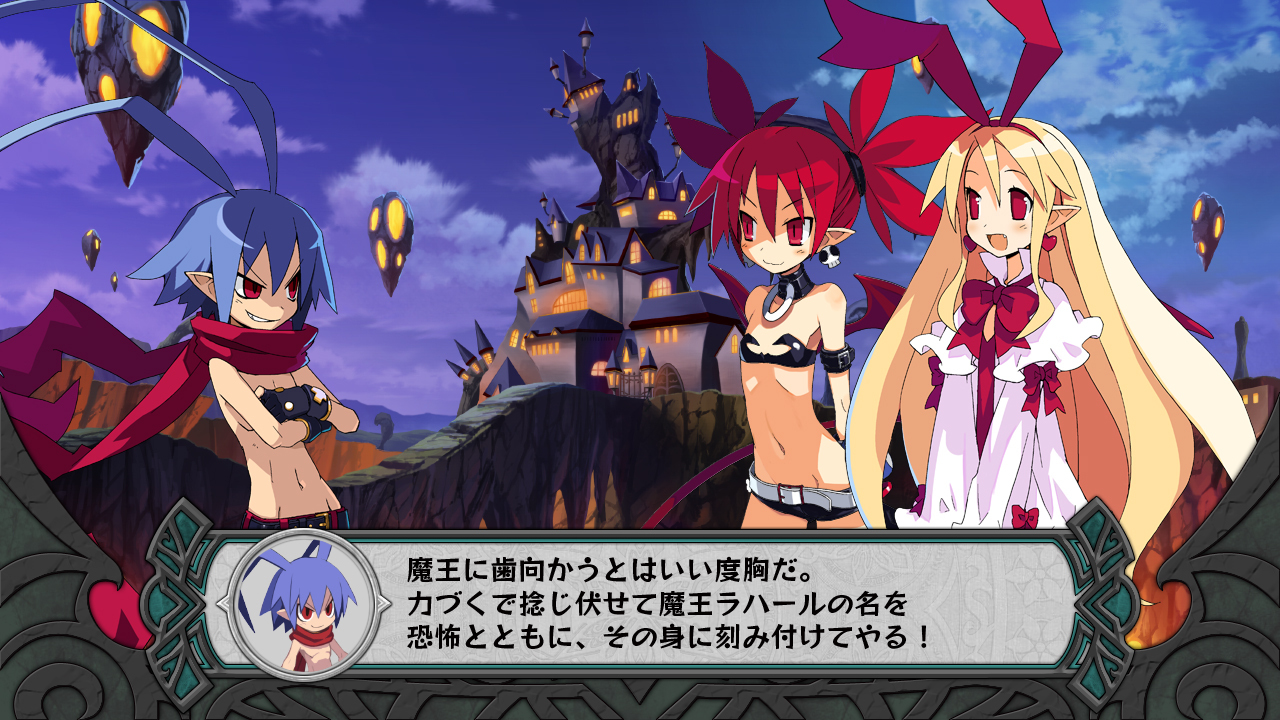 魔王に歯向かうとはいい度胸だ。
力づくで捻じ伏せて魔王ラハールの名を
恐怖とともに、その身に刻み付けてやる！